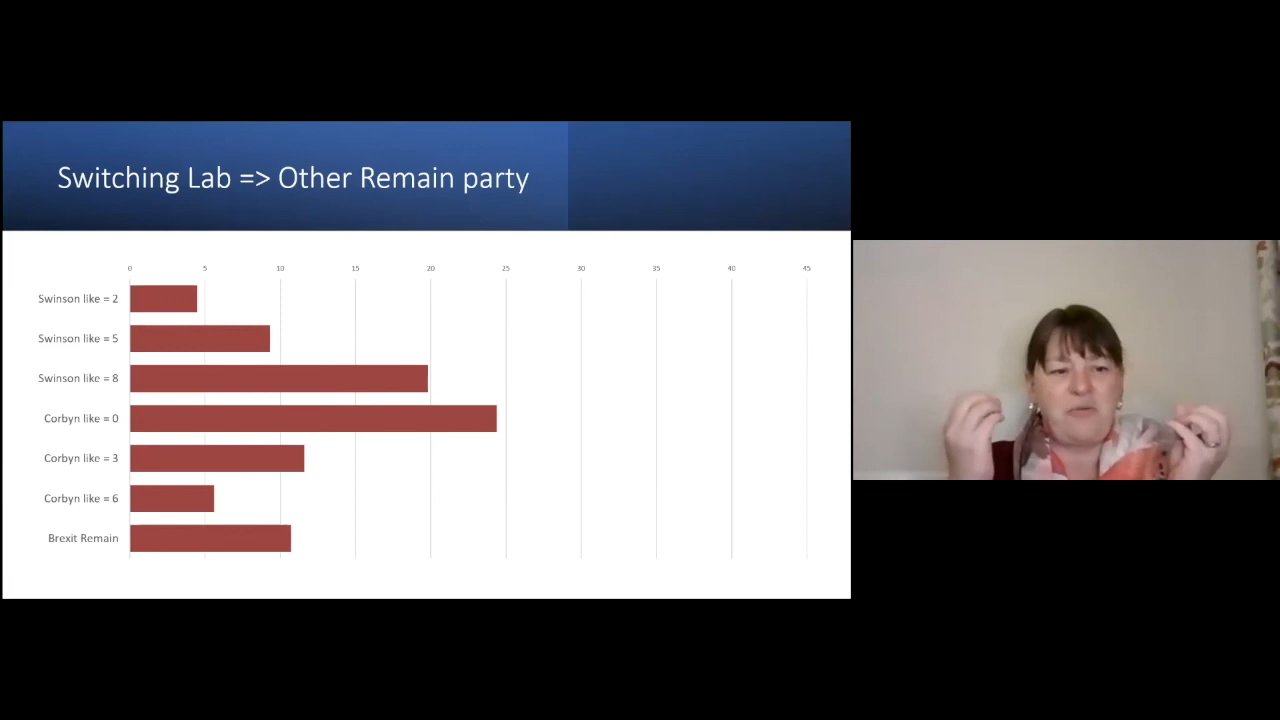 Switching Lab => Other Remain party
0 5 10 15 20 25 30 35 40 45
Swinson like = 2
Swinson like = 5
Swinson like = 8
Corbyn like = 0
Corbyn like = 3
Corbyn like = 6
Brexit Remain